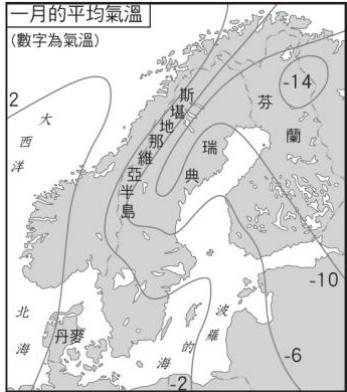 一月的平均氣溫
(數字為氣溫)
2
大西洋
斯堪地那維亞半島
瑞典
芬蘭
-14
-10
北海
丹麥
波羅的海
-6
-2